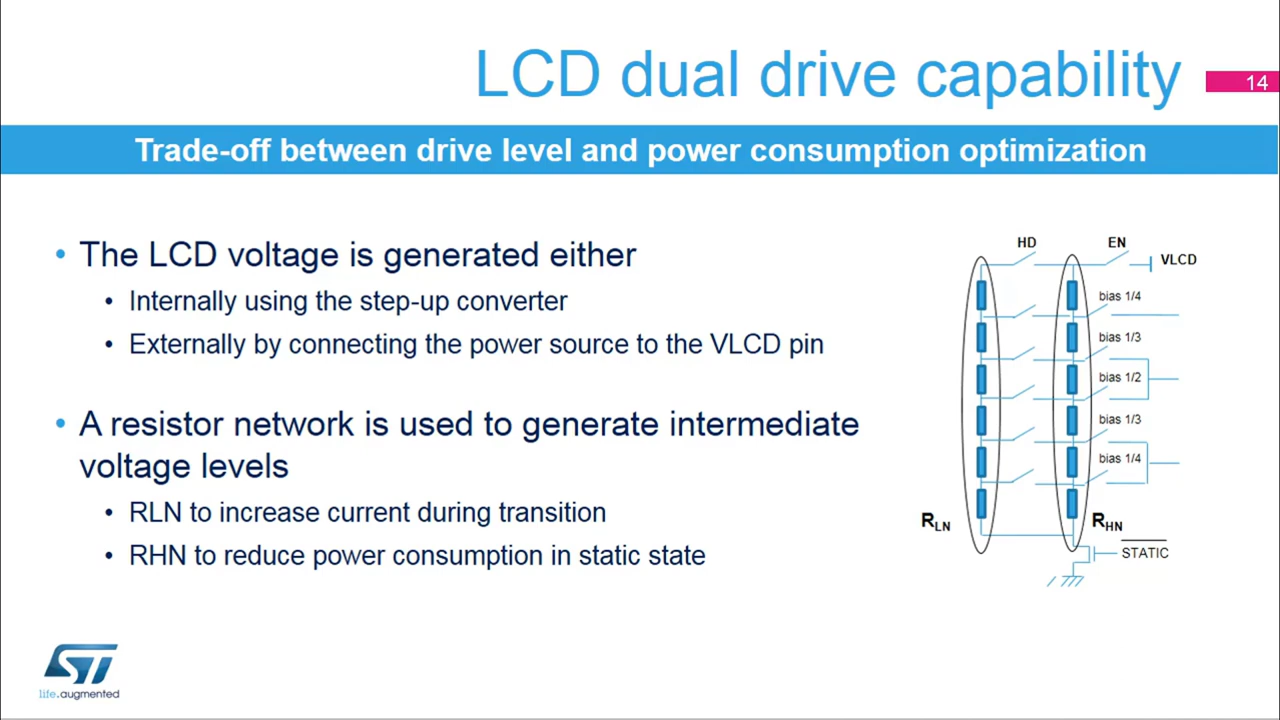 LCD dual drive capability
14
Trade-off between drive level and power consumption optimization
• The LCD voltage is generated either
• Internally using the step-up converter
• Externally by connecting the power source to the VLCD pin
• A resistor network is used to generate intermediate
voltage levels
• RLN to increase current during transition
• RHN to reduce power consumption in static state
HD
EN
VLCD
bias 1/4
bias 1/3
bias 1/2
bias 1/3
bias 1/4
RLN
RHN
STATIC
ST
life.augmented